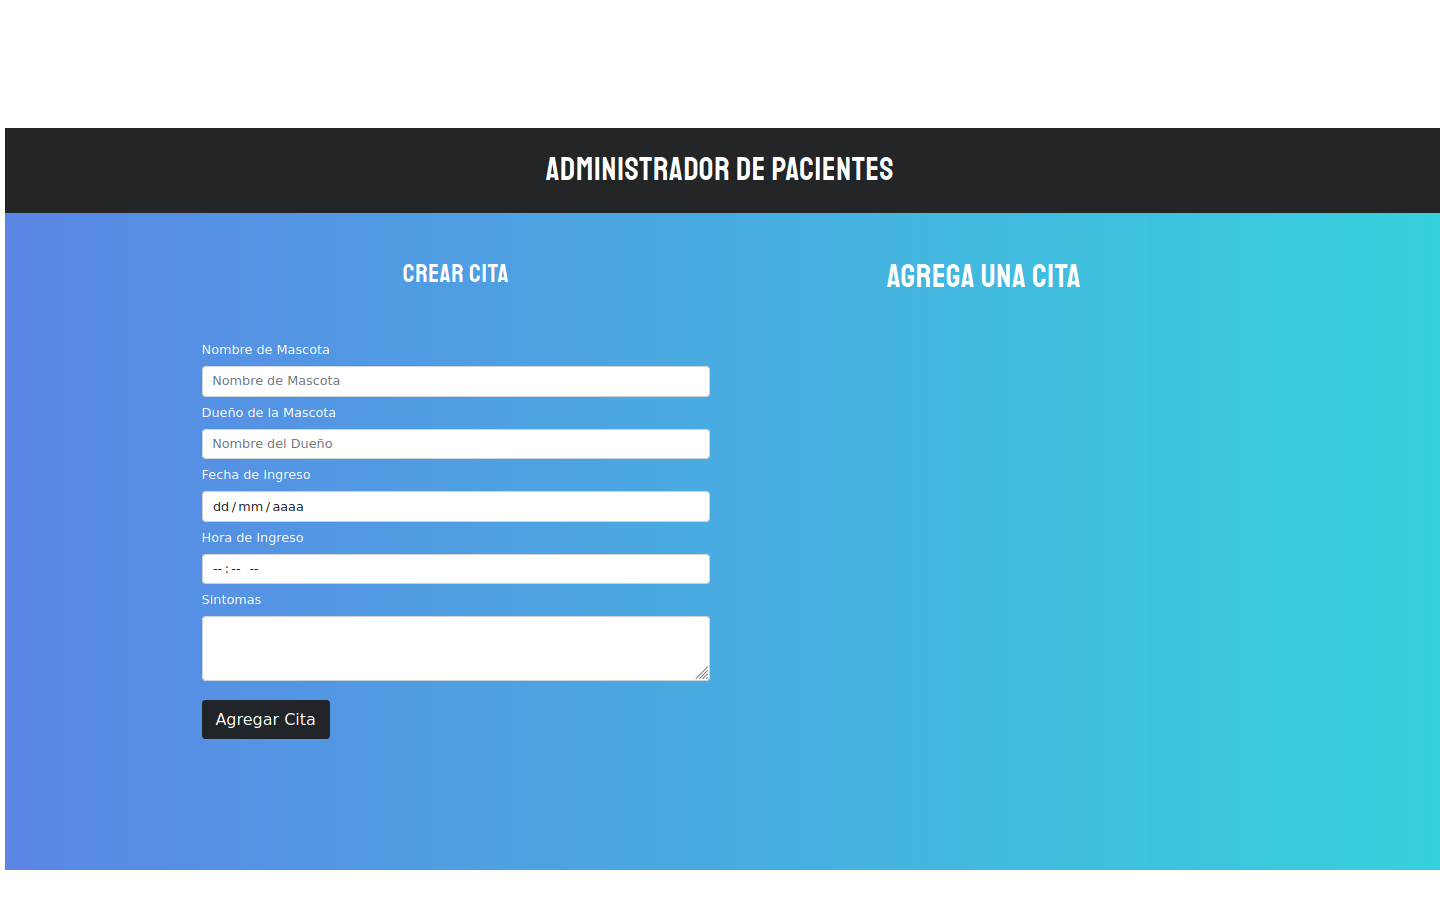 ADMINISTRADOR DE PACIENTES
CREAR CITA
Nombre de Mascota
Nombre de Mascota
Dueño de la Mascota
Nombre del Dueño
Fecha de Ingreso
dd/mm/aaaa
Hora de Ingreso
--:-- --
Sintomas
Agregar Cita
AGREGA UNA CITA